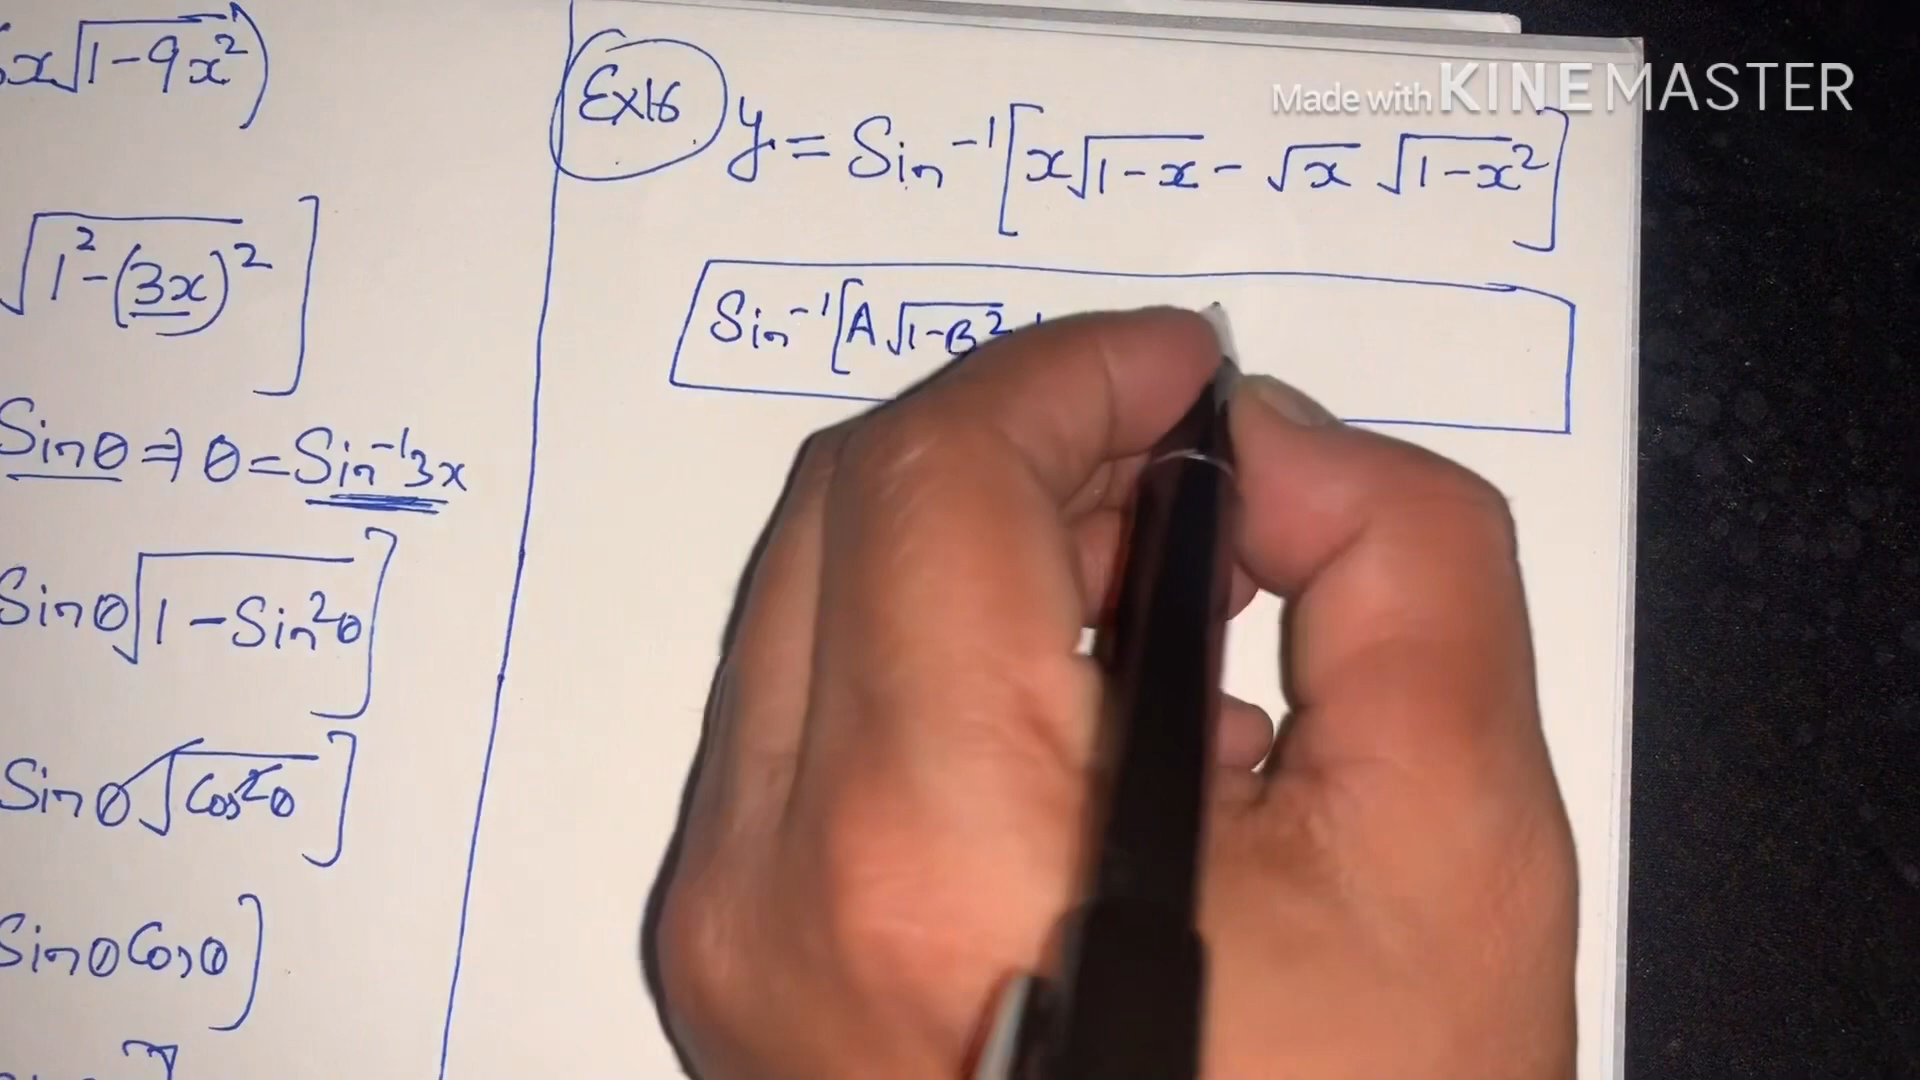 x√1-9x²)
√1²-(3x)²]
Sinθ ⇒ θ = Sin⁻¹3x
Sinθ√1-Sin²θ]
Sinθ√Cos²θ]
Sinθ Cosθ]
Ex16 y = Sin⁻¹[x√1-x - √x √1-x²]
Sin⁻¹[A√1-B²
Made with KINEMASTER